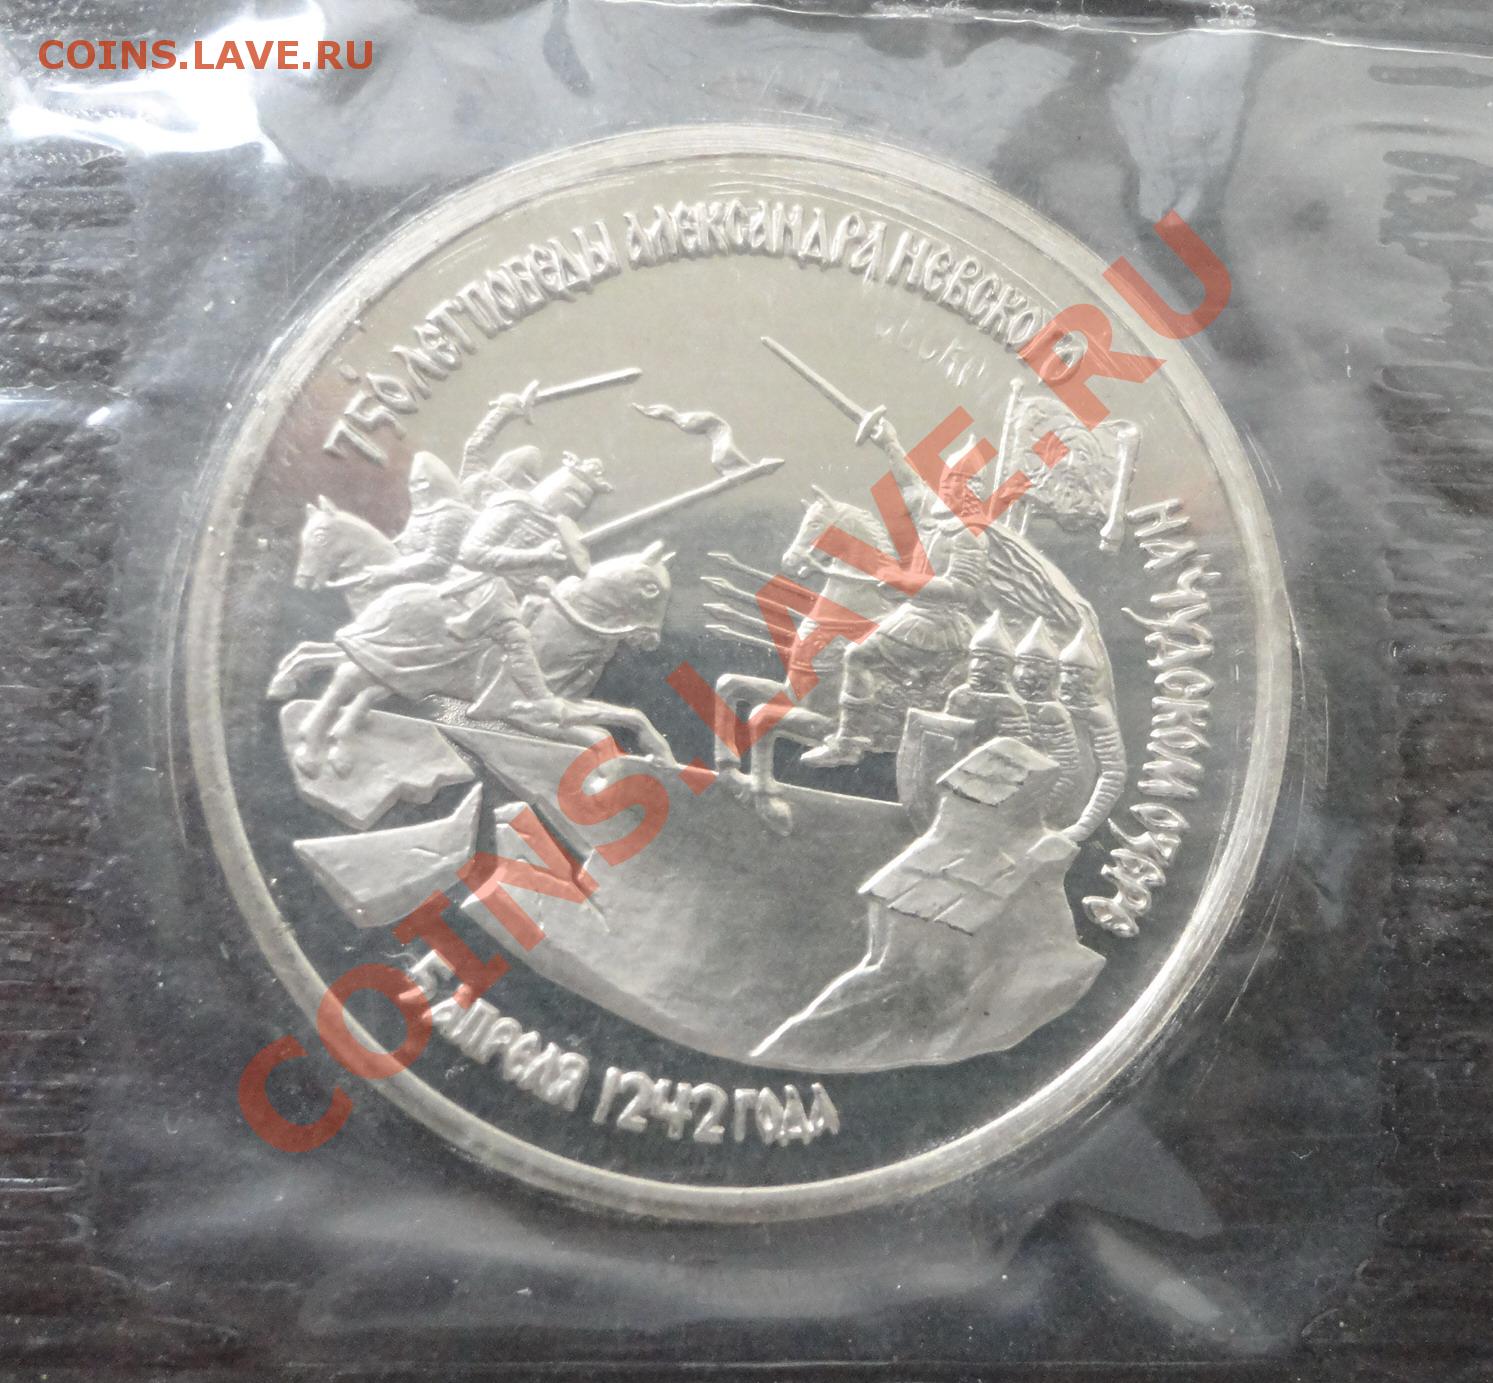 COINS.LAVE.RU
750 ЛЕТ ПОБЕДЫ АЛЕКСАНДРА НЕВСКОГО
НА ЧУДСКОМ ОЗЕРЕ
5 АПРЕЛЯ 1242 ГОДА
COINS.LAVE.RU